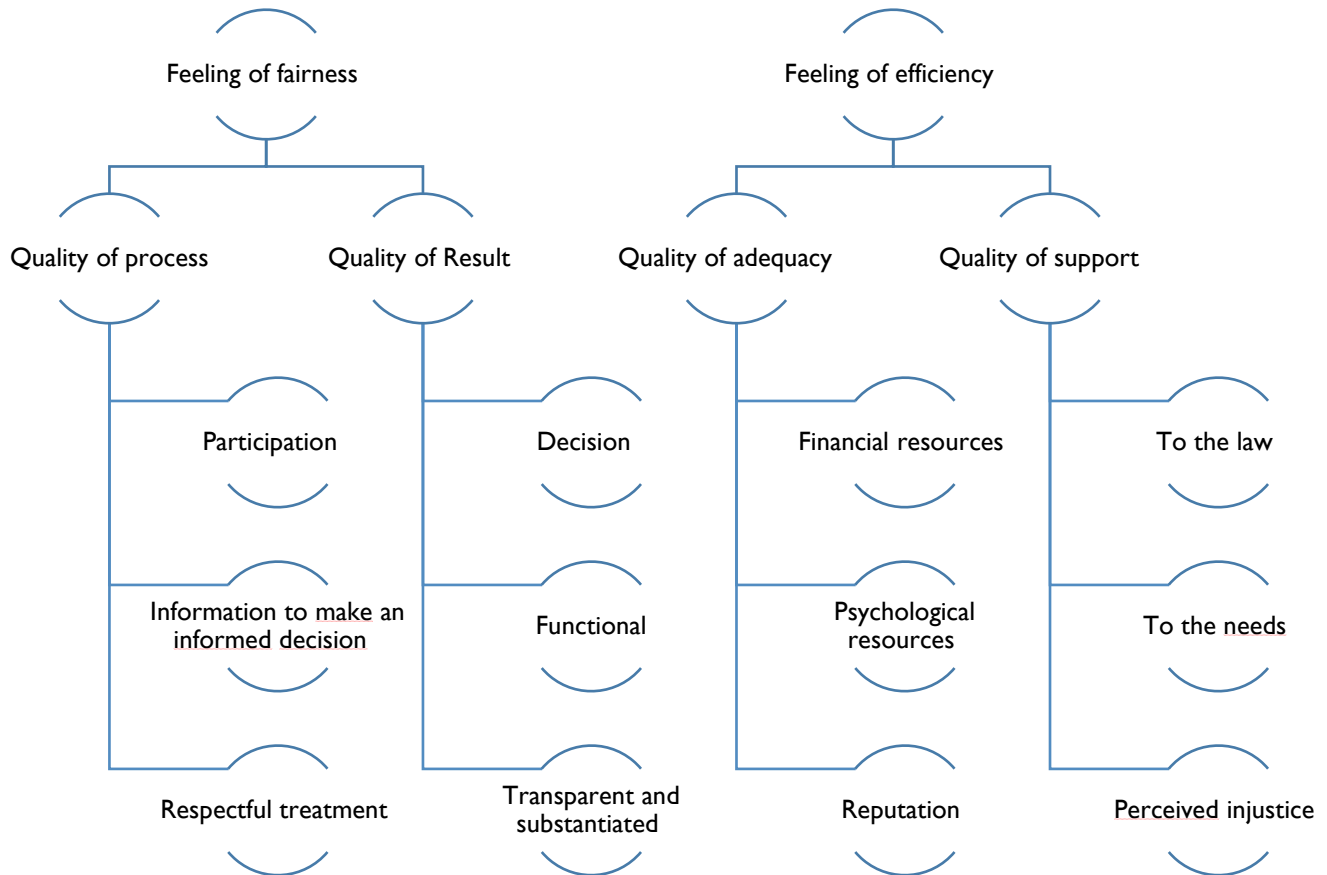 Feeling of fairness
Feeling of efficiency
Quality of process
Quality of Result
Quality of adequacy
Quality of support
Participation
Decision
Financial resources
To the law
Information to make an
informed decision
Functional
Psychological
resources
To the needs
Respectful treatment
Transparent and
substantiated
Reputation
Perceived injustice